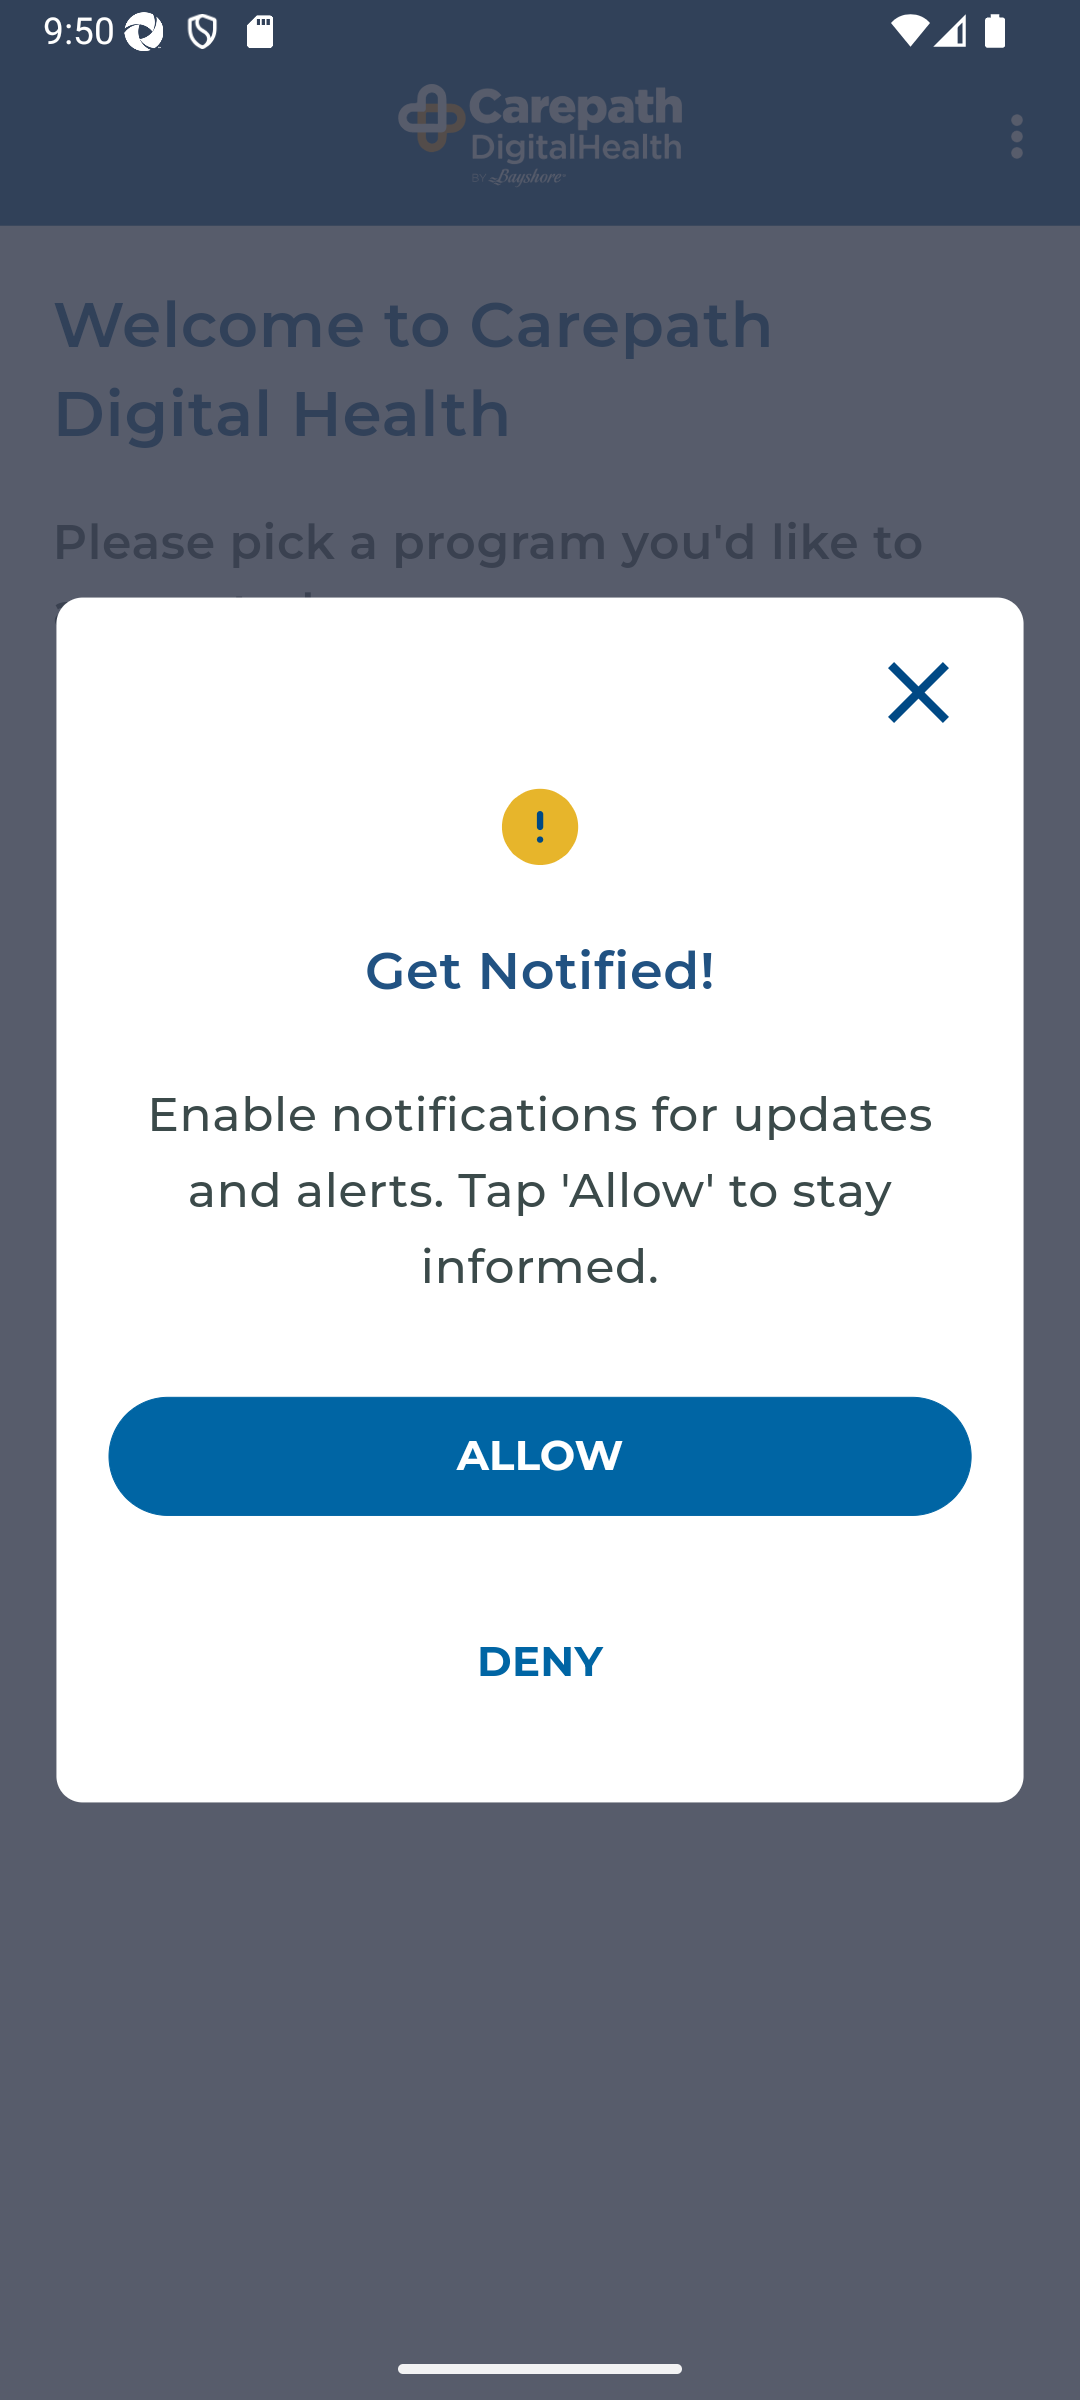 9:50
Carepath
DigitalHealth
BY Bayshore
Welcome to Carepath
Digital Health
Please pick a program you'd like to
Get Notified!
Enable notifications for updates
and alerts. Tap 'Allow' to stay
informed.
ALLOW
DENY